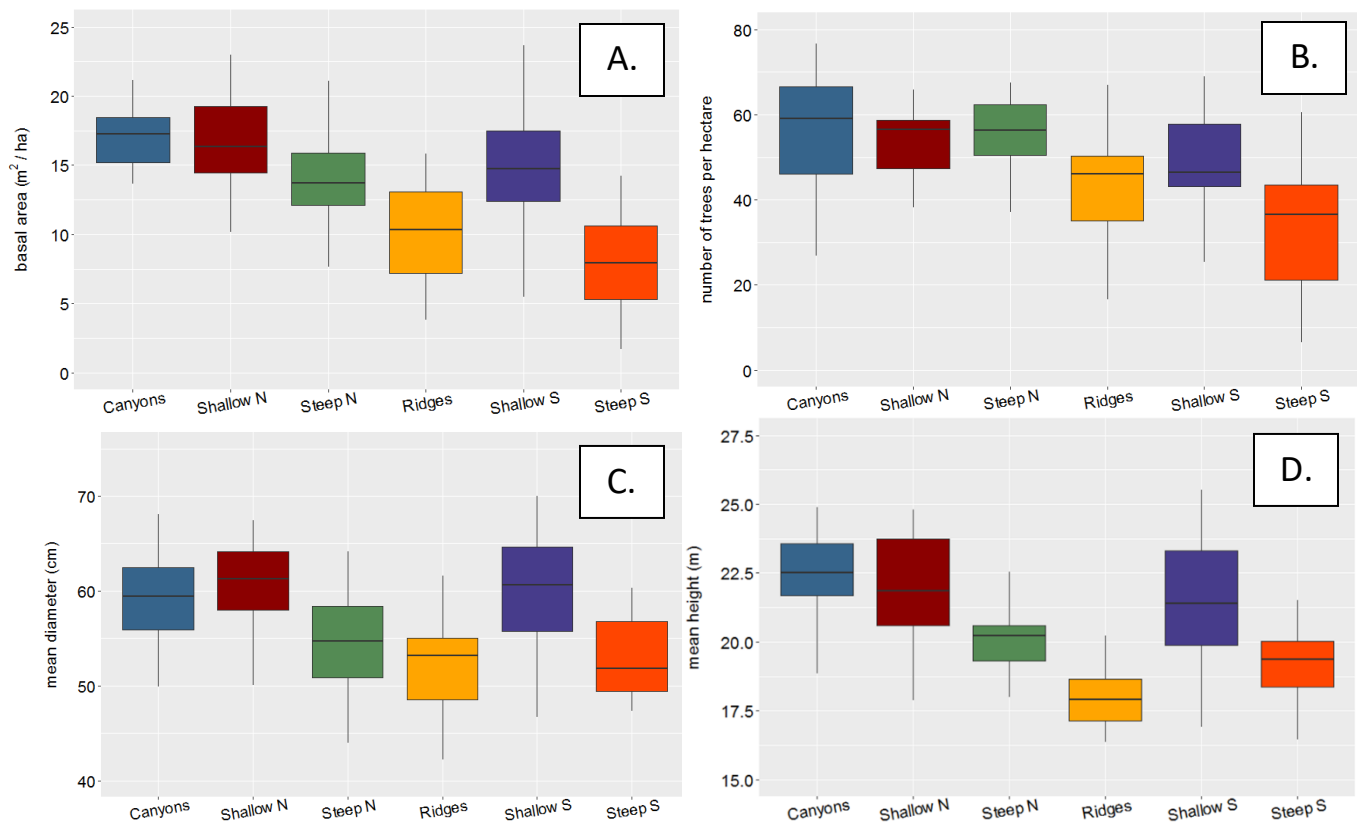 A.
basal area (m² / ha)
25
20
15
10
5
0
Canyons Shallow N Steep N Ridges Shallow S Steep S
B.
number of trees per hectare
80
60
40
20
0
Canyons Shallow N Steep N Ridges Shallow S Steep S
C.
mean diameter (cm)
70
60
50
40
Canyons Shallow N Steep N Ridges Shallow S Steep S
D.
mean height (m)
27.5
25.0
22.5
20.0
17.5
15.0
Canyons Shallow N Steep N Ridges Shallow S Steep S